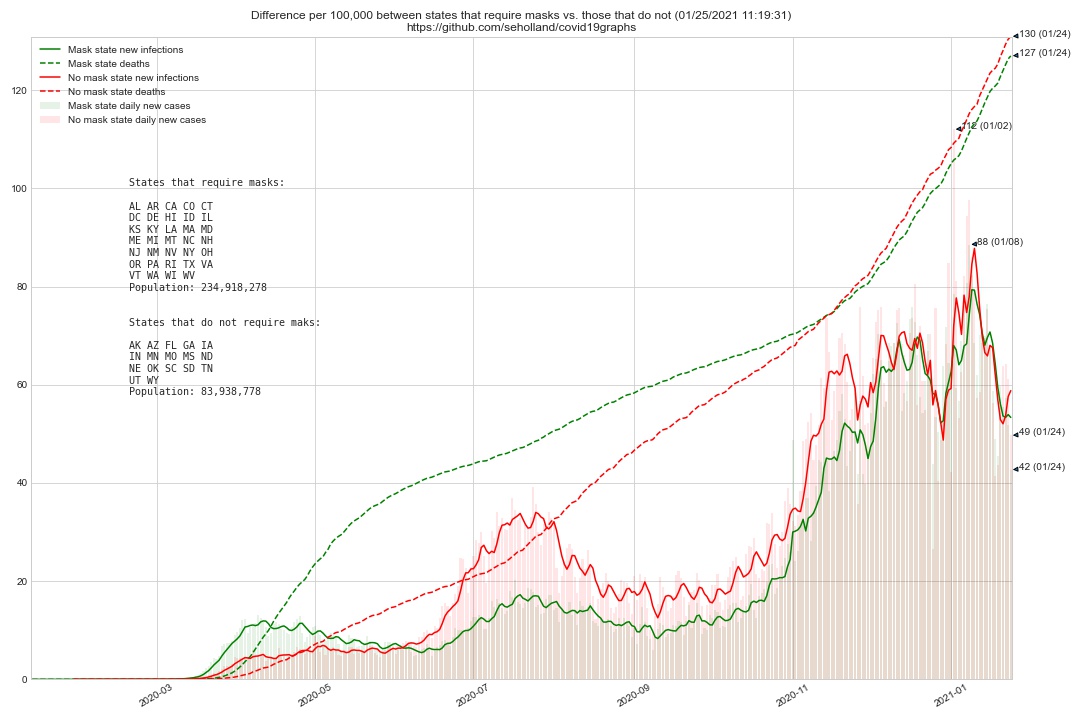 Difference per 100,000 between states that require masks vs. those that do not (01/25/2021 11:19:31)
https://github.com/seholland/covid19graphs
Mask state new infections
Mask state deaths
No mask state new infections
No mask state deaths
Mask state daily new cases
No mask state daily new cases
130 (01/24)
127 (01/24)
112 (01/02)
88 (01/08)
49 (01/24)
42 (01/24)
States that require masks:
AL AR CA CO CT
DC DE HI ID IL
KS KY LA MA MD
ME MI MT NC NH
NJ NM NV NY OH
OR PA RI TX VA
VT WA WI WV
Population: 234,918,278
States that do not require maks:
AK AZ FL GA IA
IN MN MO MS ND
NE OK SC SD TN
UT WY
Population: 83,938,778
120
100
80
60
40
20
0
2020-03
2020-05
2020-07
2020-09
2020-11
2021-01